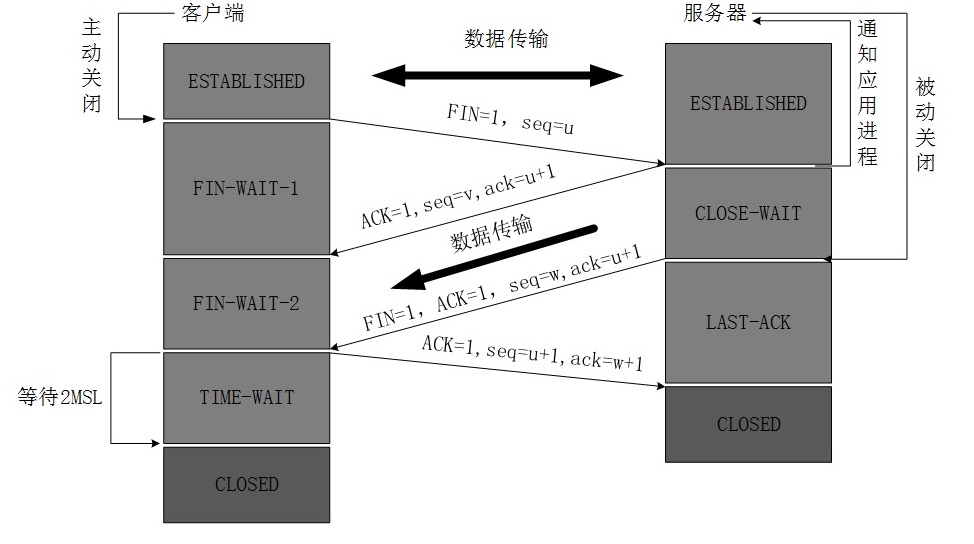 客户端
服务器
主动关闭
数据传输
通知应用进程
被动关闭
ESTABLISHED
ESTABLISHED
FIN=1, seq=u
FIN-WAIT-1
ACK=1,seq=v,ack=u+1
CLOSE-WAIT
数据传输
FIN-WAIT-2
FIN=1, ACK=1, seq=w,ack=u+1
LAST-ACK
ACK=1,seq=u+1,ack=w+1
等待2MSL
TIME-WAIT
CLOSED
CLOSED